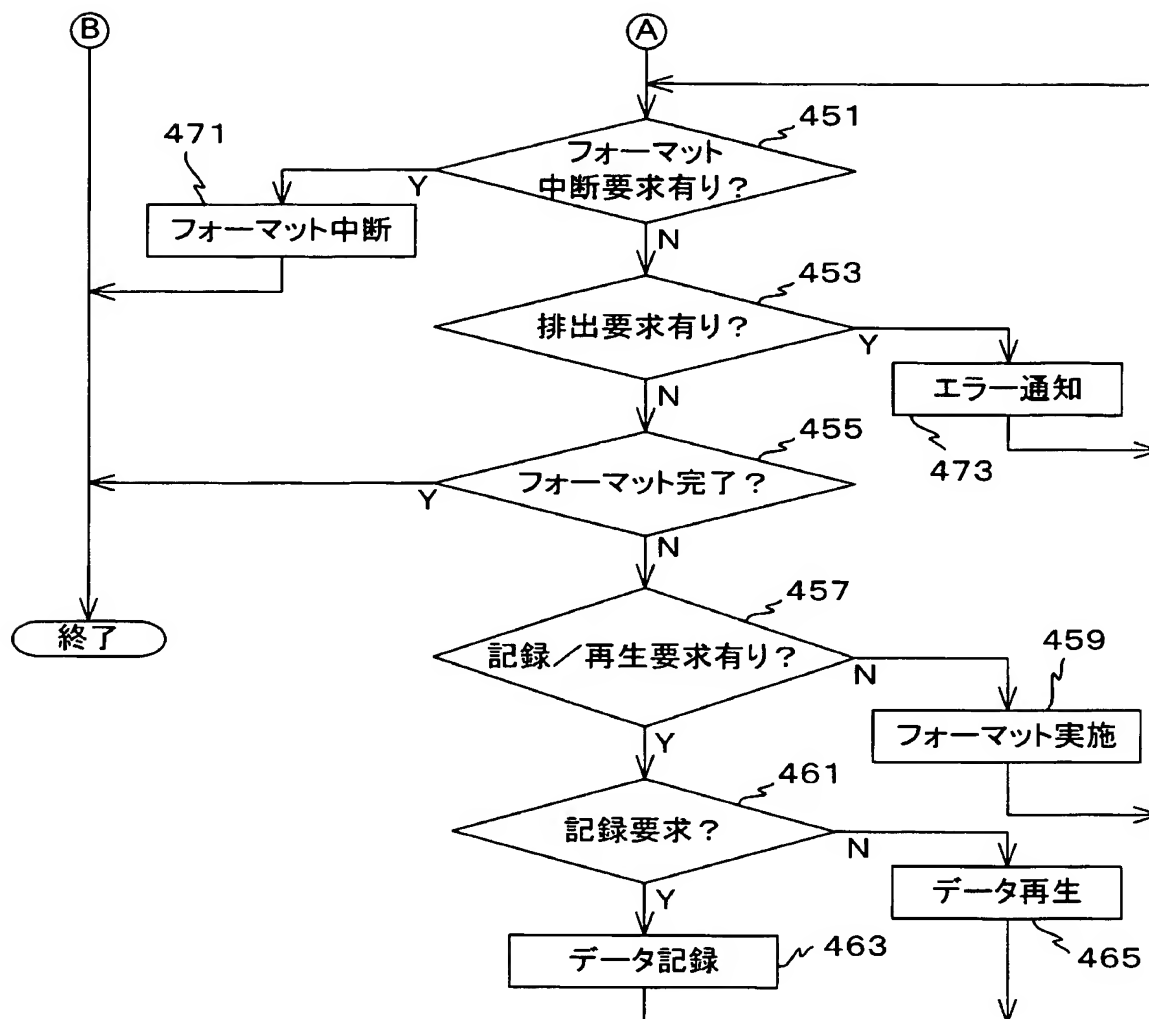 B
A
451
471
フォーマット
中断要求有り？
Y
フォーマット中断
N
453
排出要求有り？
Y
エラー通知
N
473
455
フォーマット完了？
Y
N
457
終了
記録／再生要求有り？
459
N
フォーマット実施
Y
461
記録要求？
N
データ再生
Y
データ記録
463
465